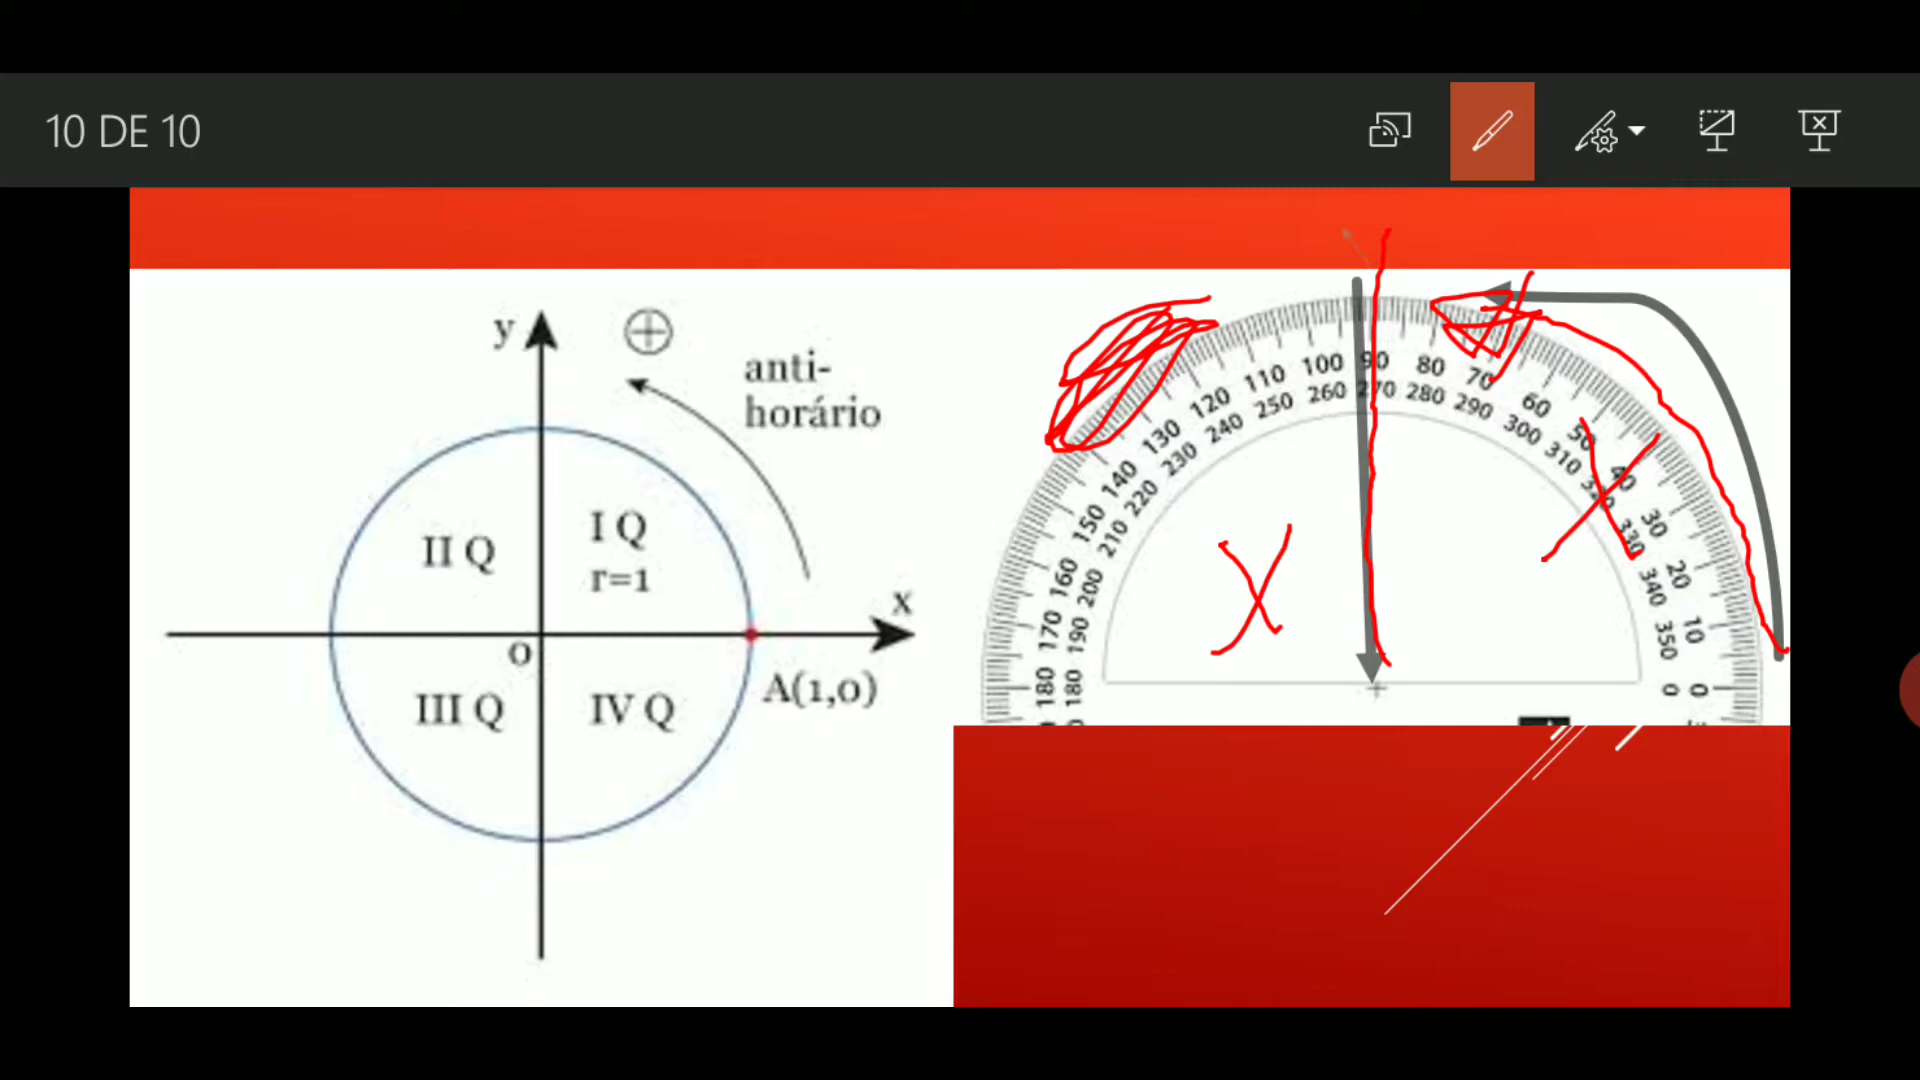 10 DE 10
y
anti-
horário
I Q
r=1
II Q
x
O
A(1,0)
III Q
IV Q
180 170 160 150 140 130 120 110 100 90 80 70 60 50 40 30 20 10 0
180 190 200 210 220 230 240 250 260 270 280 290 300 310 320 330 340 350 0
X